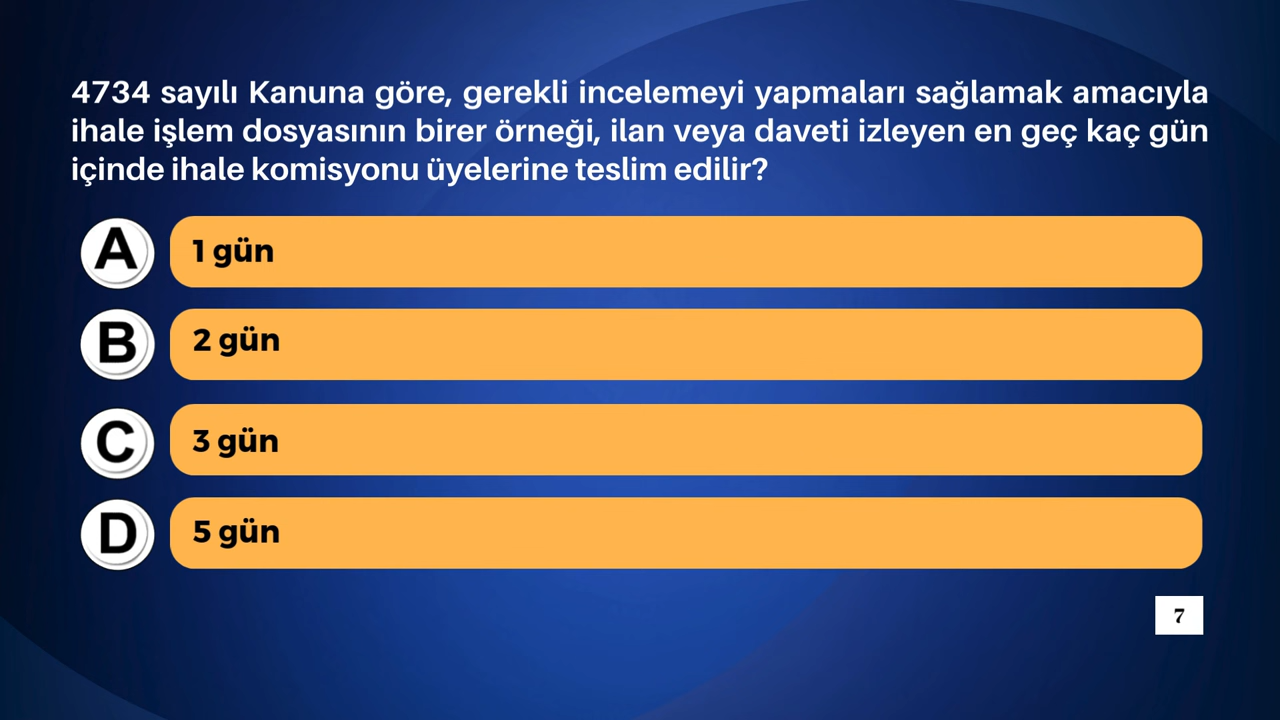 4734 sayılı Kanuna göre, gerekli incelemeyi yapmaları sağlamak amacıyla
ihale işlem dosyasının birer örneği, ilan veya daveti izleyen en geç kaç gün
içinde ihale komisyonu üyelerine teslim edilir?
A 1 gün
B 2 gün
C 3 gün
D 5 gün
7